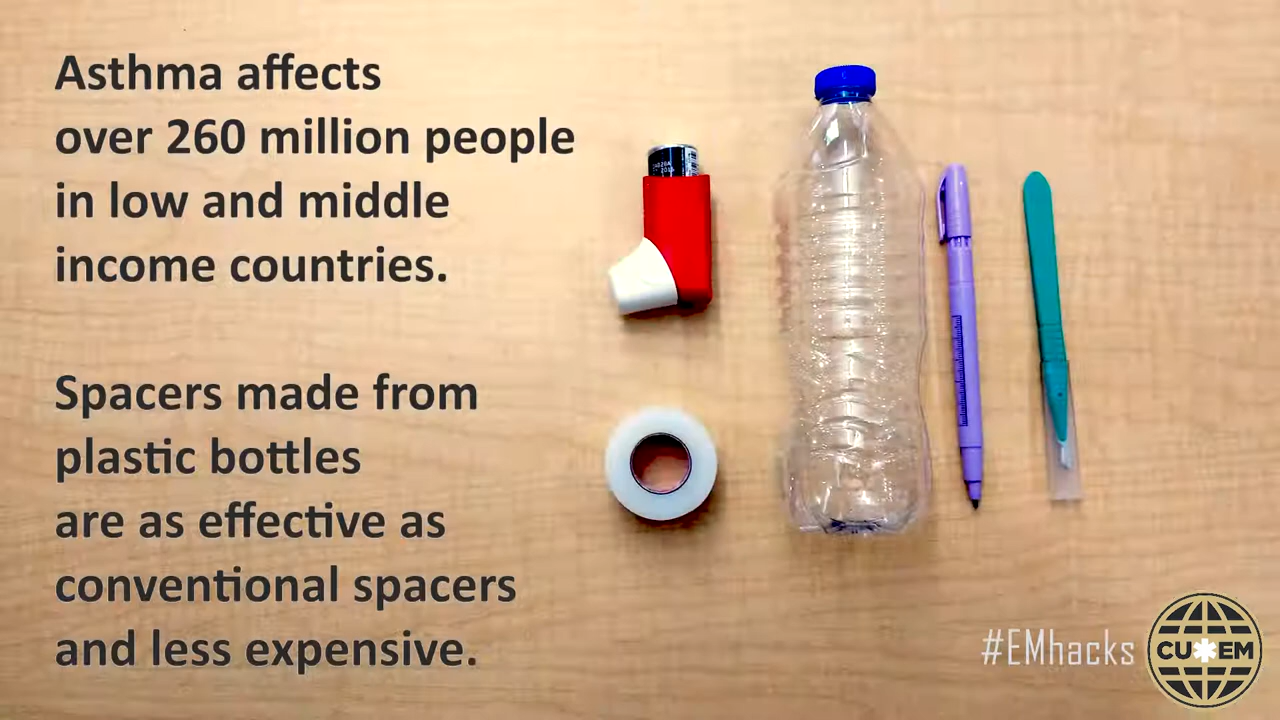 Asthma affects
over 260 million people
in low and middle
income countries.
Spacers made from
plastic bottles
are as effective as
conventional spacers
and less expensive.
#EMhacks
CU EM